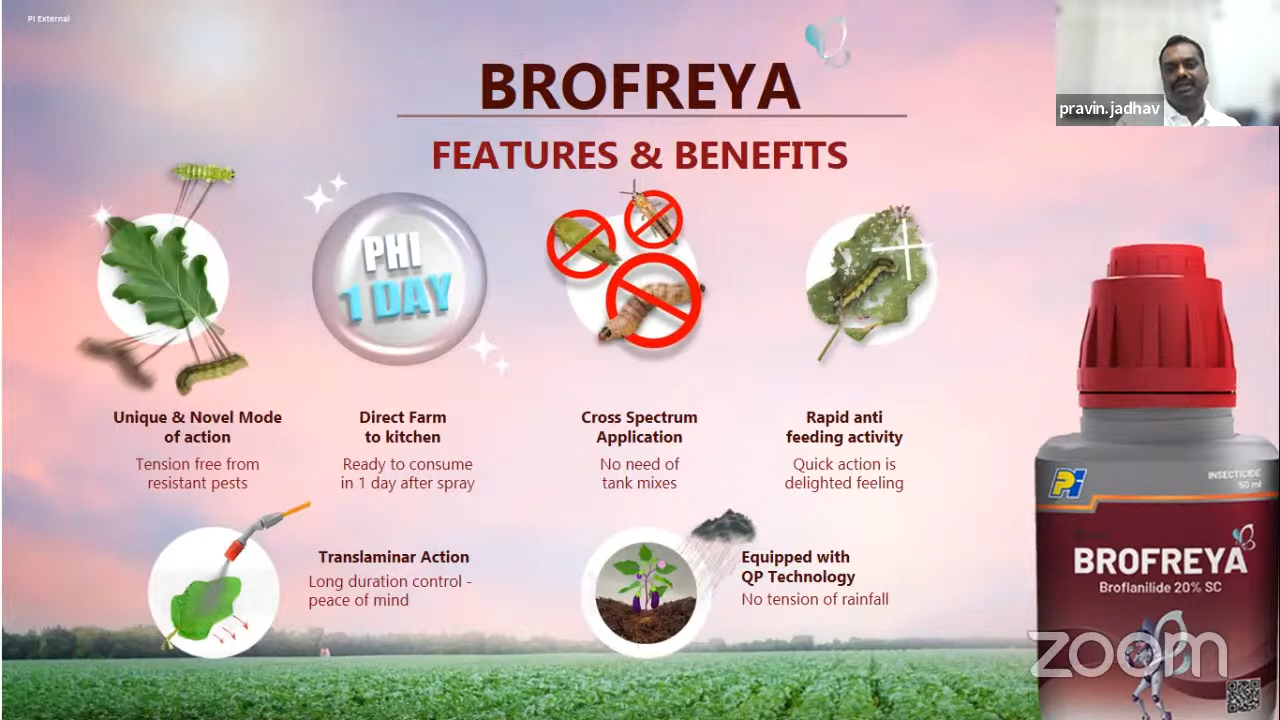 PI External
pravin.jadhav
BROFREYA
FEATURES & BENEFITS
PHI
1 DAY
Unique & Novel Mode
of action
Tension free from
resistant pests
Direct Farm
to kitchen
Ready to consume
in 1 day after spray
Cross Spectrum
Application
No need of
tank mixes
Rapid anti
feeding activity
Quick action is
delighted feeling
Translaminar Action
Long duration control -
peace of mind
Equipped with
QP Technology
No tension of rainfall
PI
INSECTICIDE
50 ml
BROFREYA
Broflanilide 20% SC
zoom